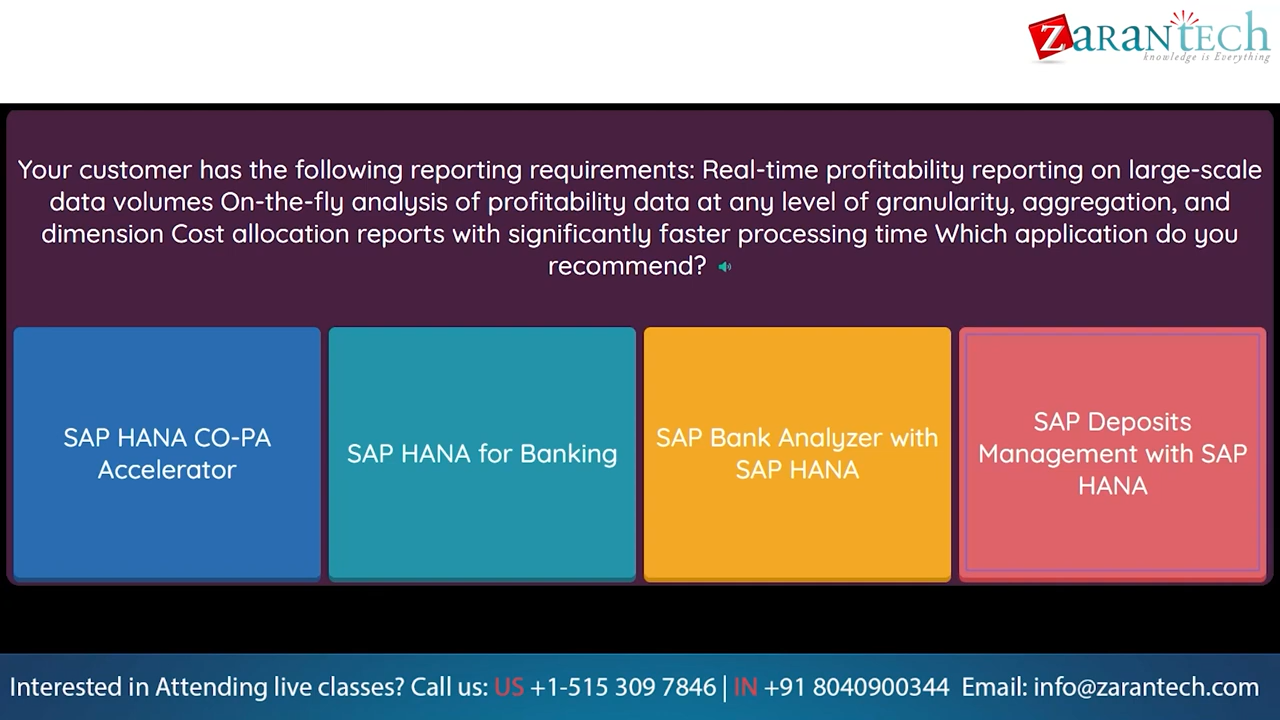 ZARANTECH
knowledge is Everything
Your customer has the following reporting requirements: Real-time profitability reporting on large-scale
data volumes On-the-fly analysis of profitability data at any level of granularity, aggregation, and
dimension Cost allocation reports with significantly faster processing time Which application do you
recommend?
SAP HANA CO-PA
Accelerator
SAP HANA for Banking
SAP Bank Analyzer with
SAP HANA
SAP Deposits
Management with SAP
HANA
Interested in Attending live classes? Call us: US +1-515 309 7846 | IN +91 8040900344 Email: info@zarantech.com